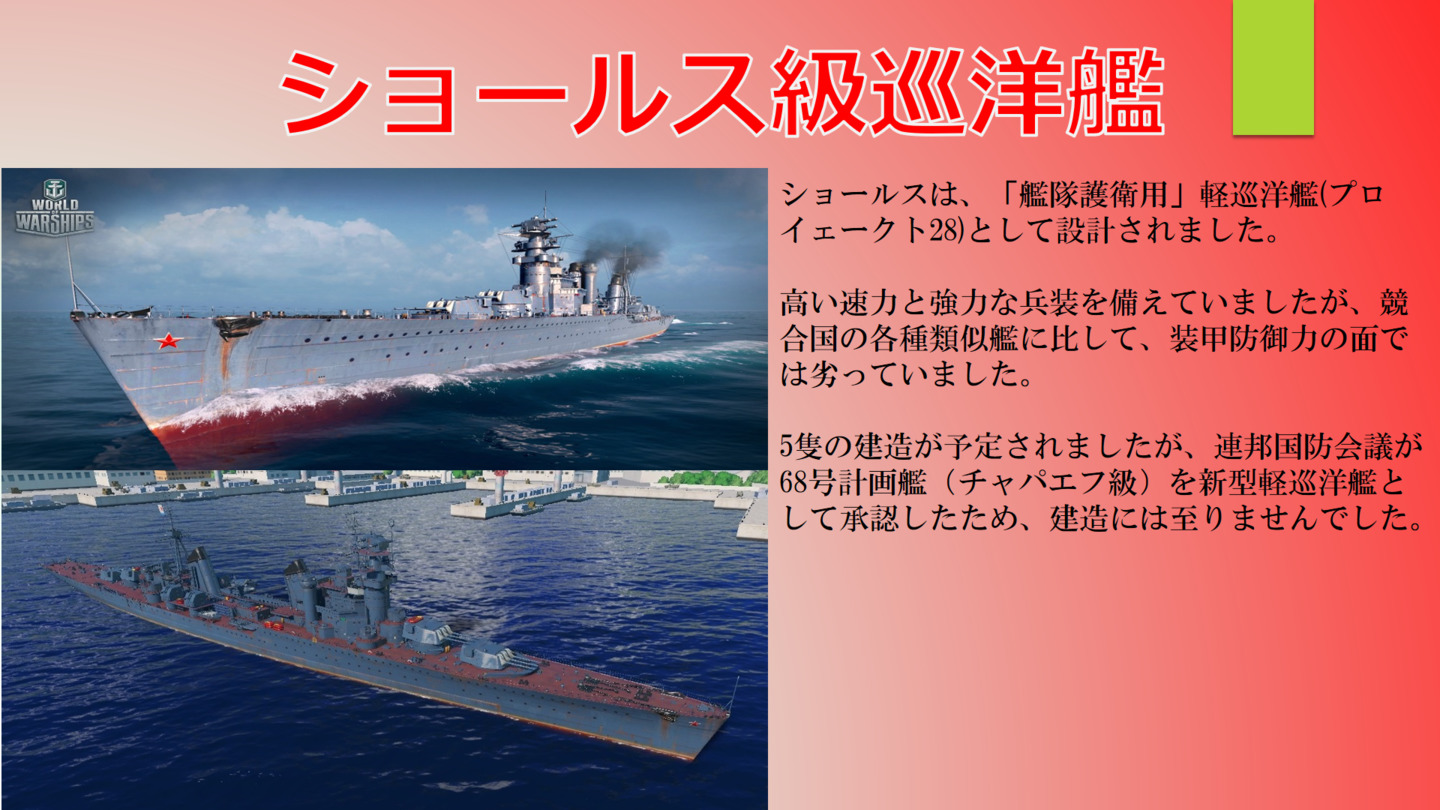 ショールス級巡洋艦
WORLD
OF
WARSHIPS
ショールスは、「艦隊護衛用」軽巡洋艦(プロ
イェークト28)として設計されました。
高い速力と強力な兵装を備えていましたが、競
合国の各種類似艦に比して、装甲防御力の面で
は劣っていました。
5隻の建造が予定されましたが、連邦国防会議が
68号計画艦（チャパエフ級）を新型軽巡洋艦と
して承認したため、建造には至りませんでした。